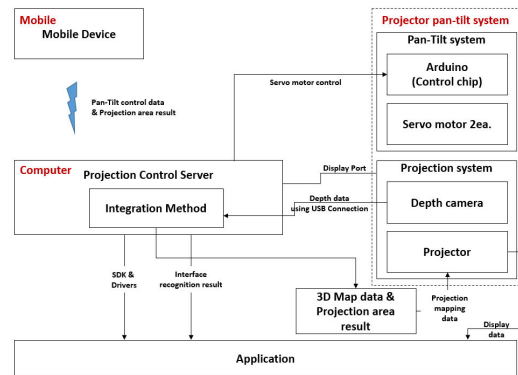 Mobile
Mobile Device
Pan-Tilt control data
& Projection area result
Servo motor control
Projector pan-tilt system
Pan-Tilt system
Arduino
(Control chip)
Servo motor 2ea.
Computer
Projection Control Server
Integration Method
Display Port
Depth data
using USB Connection
Projection system
Depth camera
Projector
SDK &
Drivers
Interface
recognition result
3D Map data &
Projection area
result
Projection
mapping
data
Display
data
Application